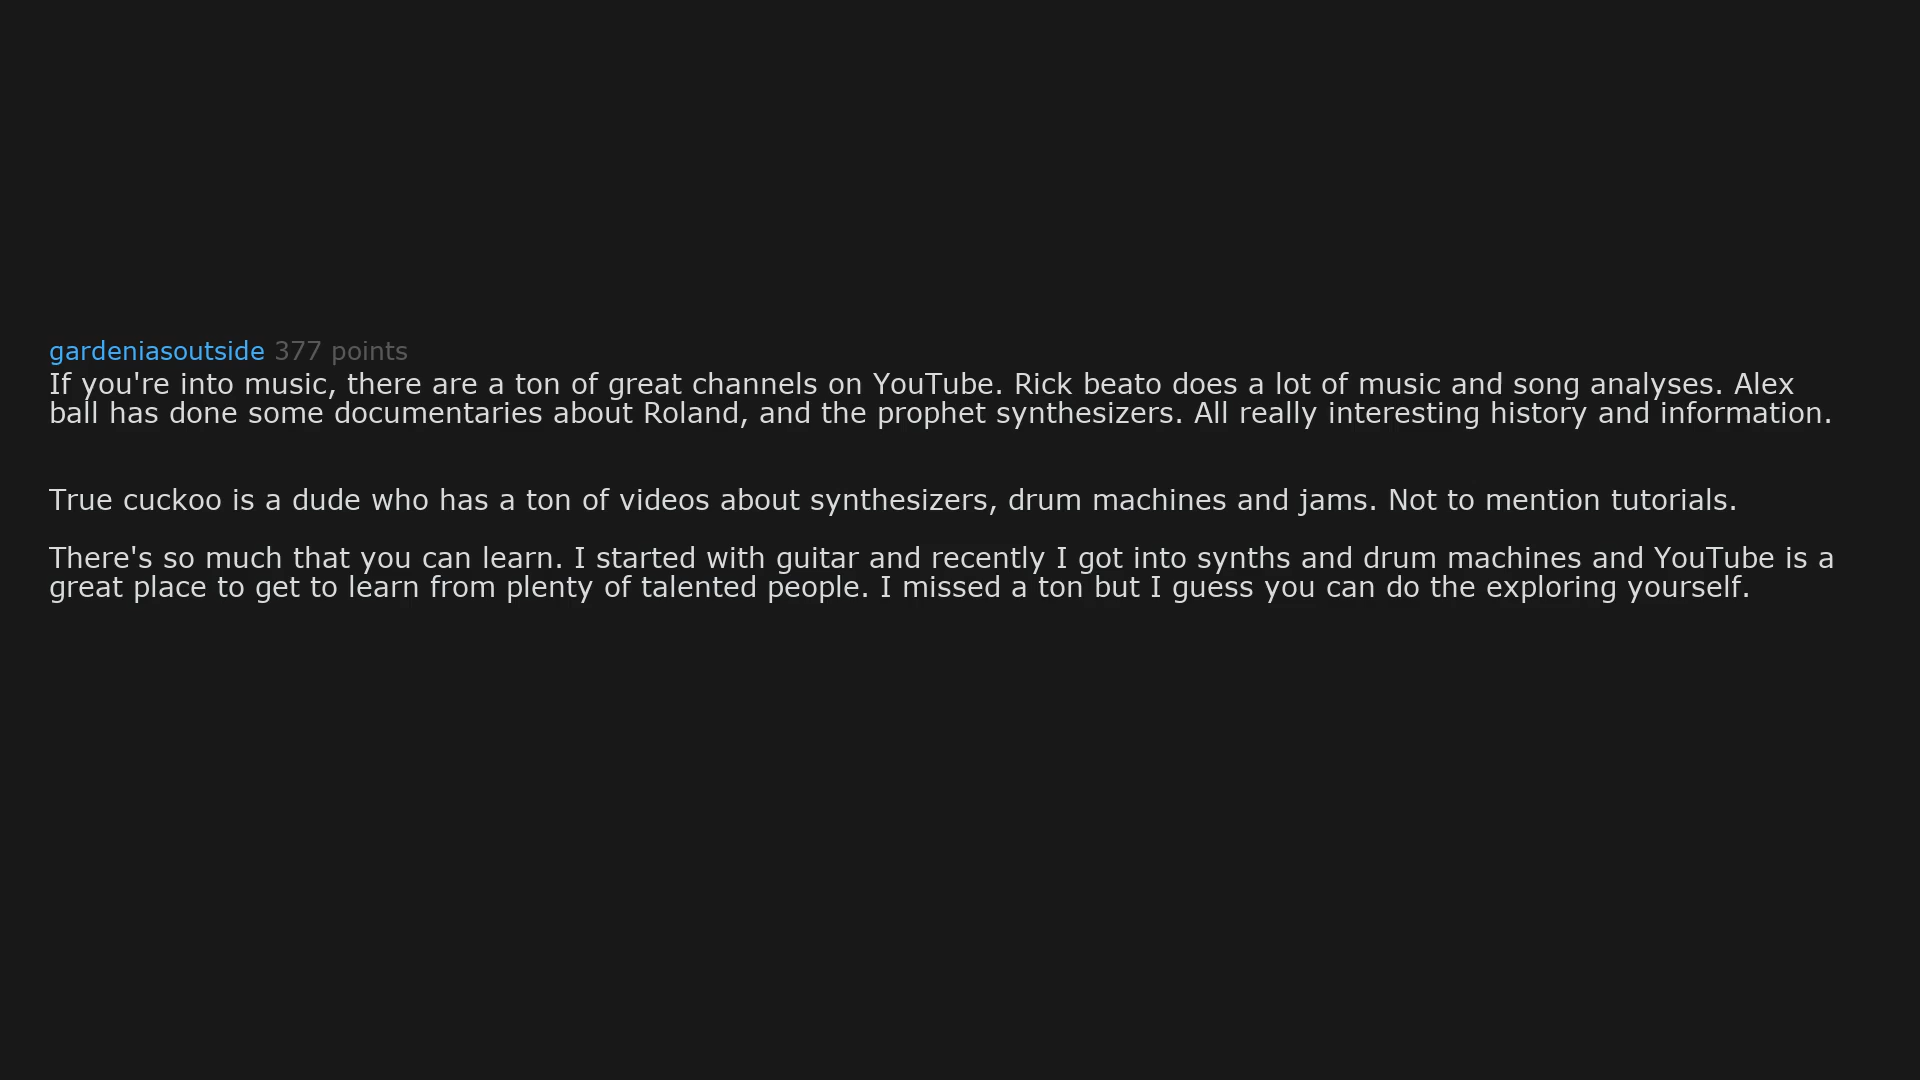 gardeniasoutside 377 points
If you're into music, there are a ton of great channels on YouTube. Rick beato does a lot of music and song analyses. Alex
ball has done some documentaries about Roland, and the prophet synthesizers. All really interesting history and information.
True cuckoo is a dude who has a ton of videos about synthesizers, drum machines and jams. Not to mention tutorials.
There's so much that you can learn. I started with guitar and recently I got into synths and drum machines and YouTube is a
great place to get to learn from plenty of talented people. I missed a ton but I guess you can do the exploring yourself.